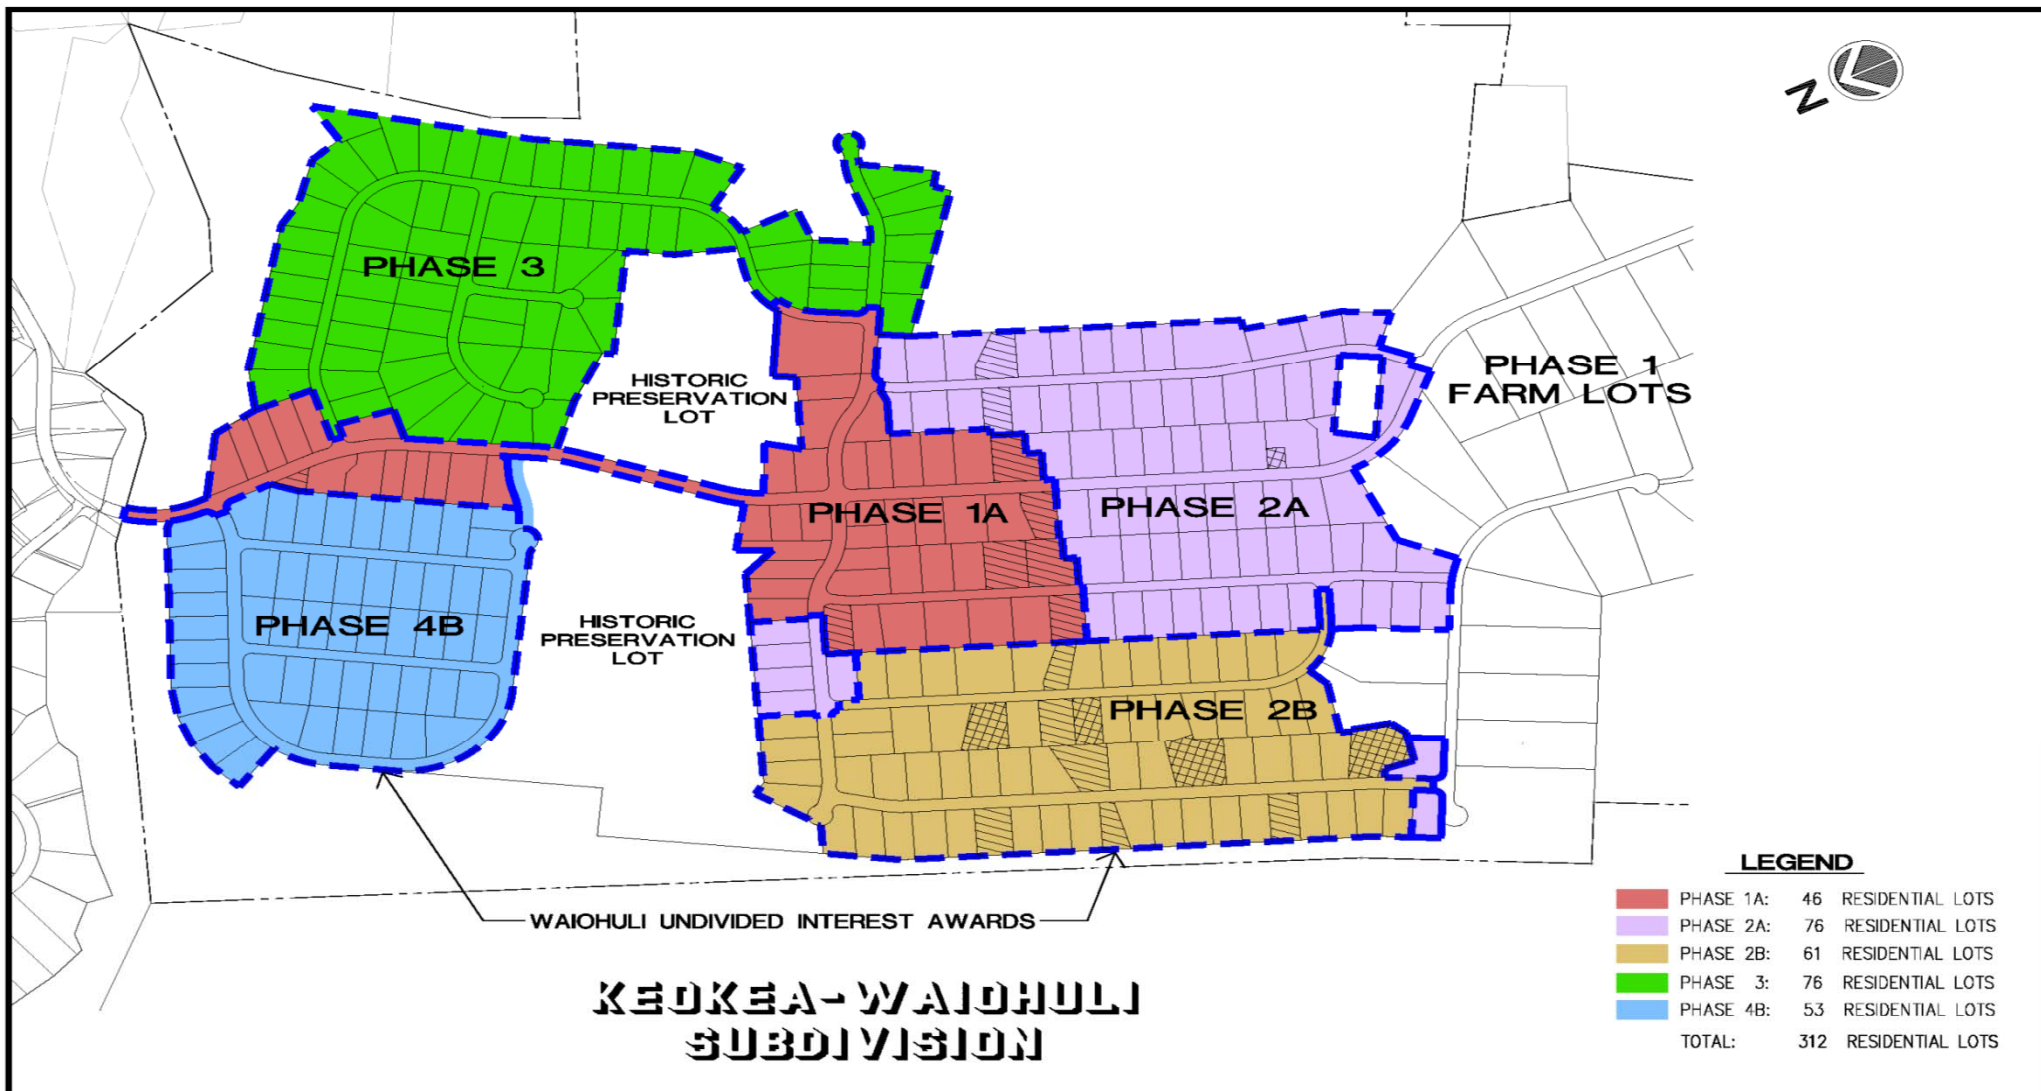 N
PHASE 3
HISTORIC
PRESERVATION
LOT
PHASE 1
FARM LOTS
PHASE 1A
PHASE 2A
PHASE 4B
HISTORIC
PRESERVATION
LOT
PHASE 2B
WAIOHULI UNDIVIDED INTEREST AWARDS
KEOKEA-WAIOHULI
SUBDIVISION
LEGEND
PHASE 1A: 46 RESIDENTIAL LOTS
PHASE 2A: 76 RESIDENTIAL LOTS
PHASE 2B: 61 RESIDENTIAL LOTS
PHASE 3: 76 RESIDENTIAL LOTS
PHASE 4B: 53 RESIDENTIAL LOTS
TOTAL: 312 RESIDENTIAL LOTS